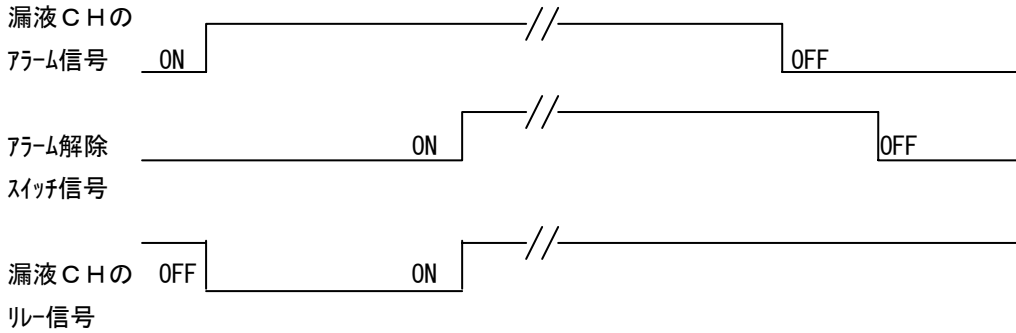 漏液ＣＨの
ｱﾗｰﾑ信号 ON OFF
ｱﾗｰﾑ解除 ON OFF
ｽｲｯﾁ信号
漏液ＣＨの OFF ON
ﾘﾚｰ信号